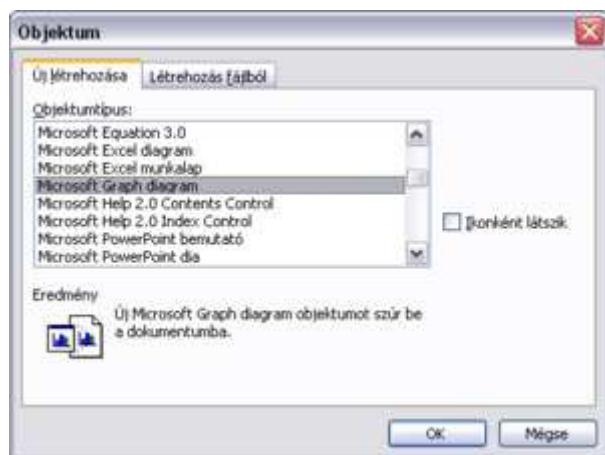 Objektum
Új létrehozása
Létrehozás fájlból
Objektumtípus:
Microsoft Equation 3.0
Microsoft Excel diagram
Microsoft Excel munkalap
Microsoft Graph diagram
Microsoft Help 2.0 Contents Control
Microsoft Help 2.0 Index Control
Microsoft PowerPoint bemutató
Microsoft PowerPoint dia
Ikonként látszik
Eredmény
Új Microsoft Graph diagram objektumot szúr be
a dokumentumba.
OK
Mégse